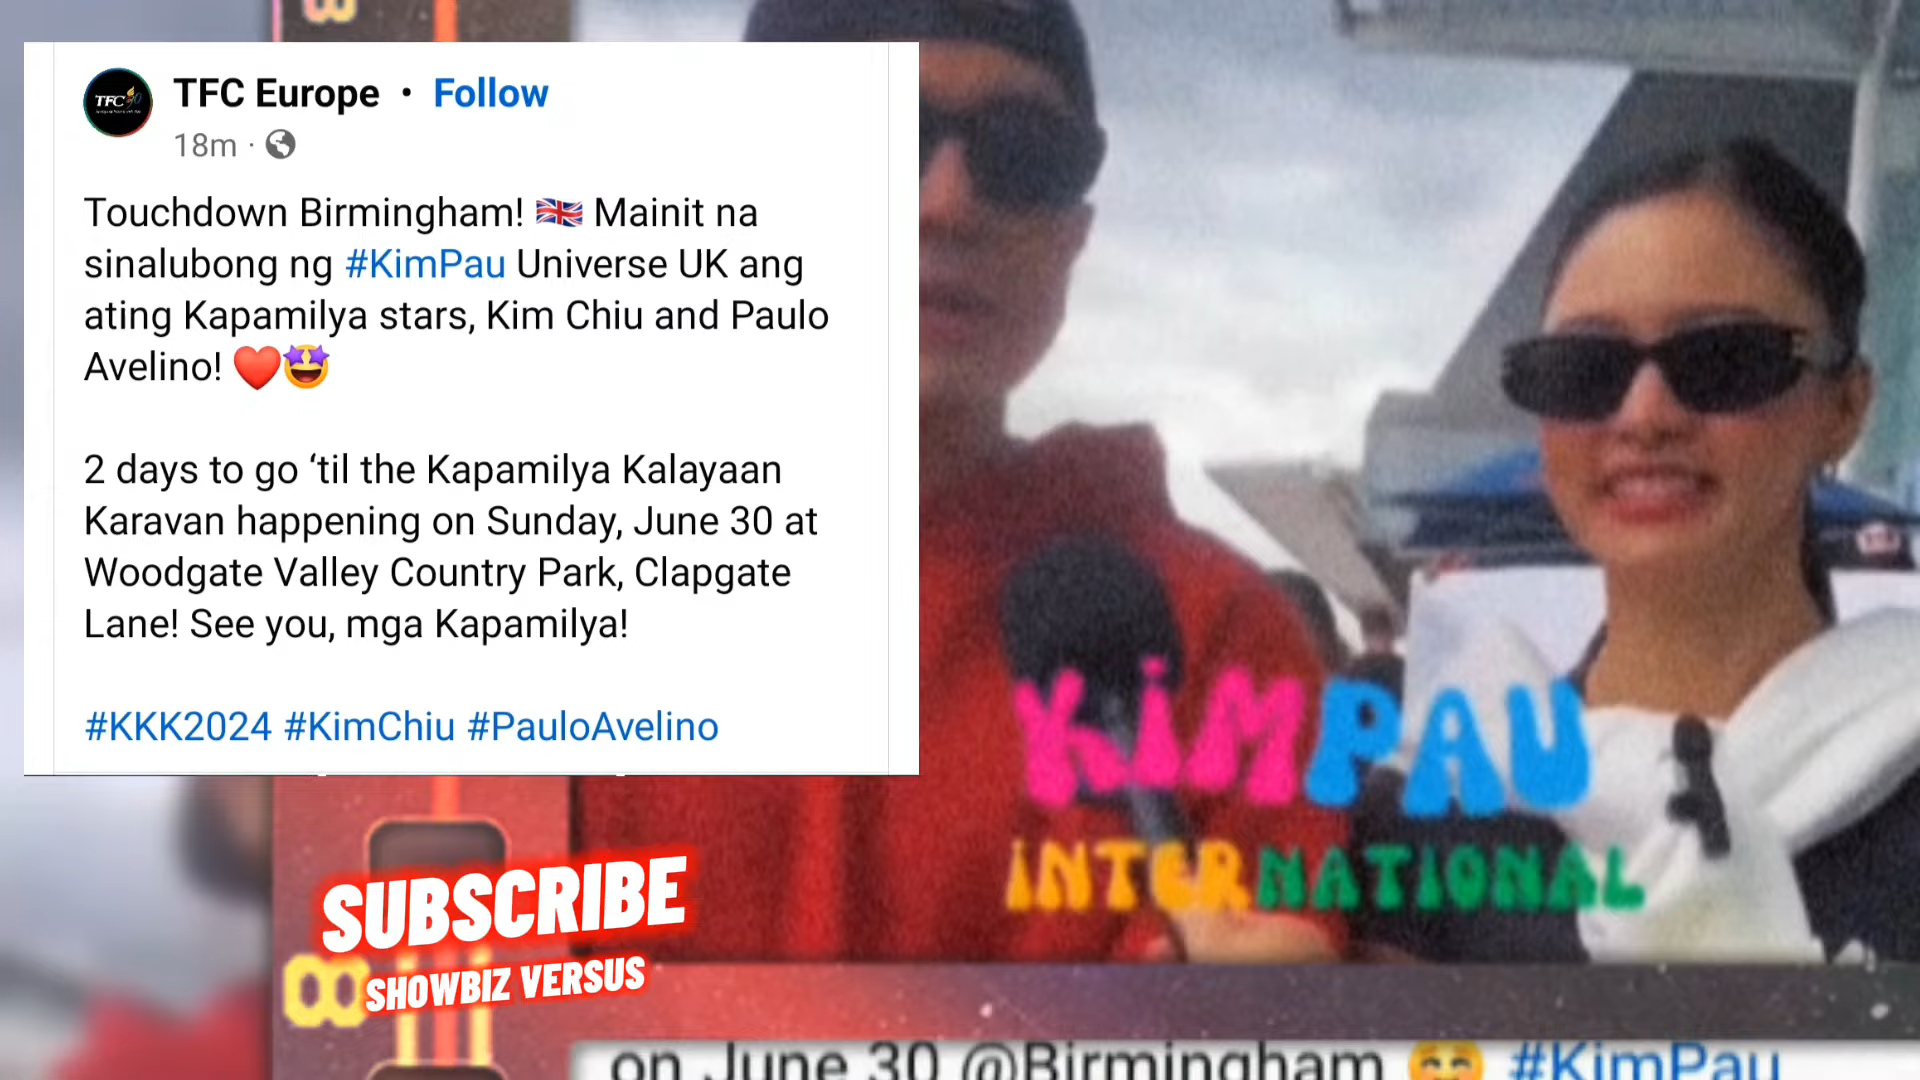 TFC Europe • Follow
18m ·
Touchdown Birmingham! 🇬🇧 Mainit na
sinalubong ng #KimPau Universe UK ang
ating Kapamilya stars, Kim Chiu and Paulo
Avelino! ❤️🤩
2 days to go ‘til the Kapamilya Kalayaan
Karavan happening on Sunday, June 30 at
Woodgate Valley Country Park, Clapgate
Lane! See you, mga Kapamilya!
#KKK2024 #KimChiu #PauloAvelino
KiMPAU
iNTERNATIONAL
SUBSCRIBE
SHOWBIZ VERSUS
on June 30 @Birmingham 😊 #KimPau